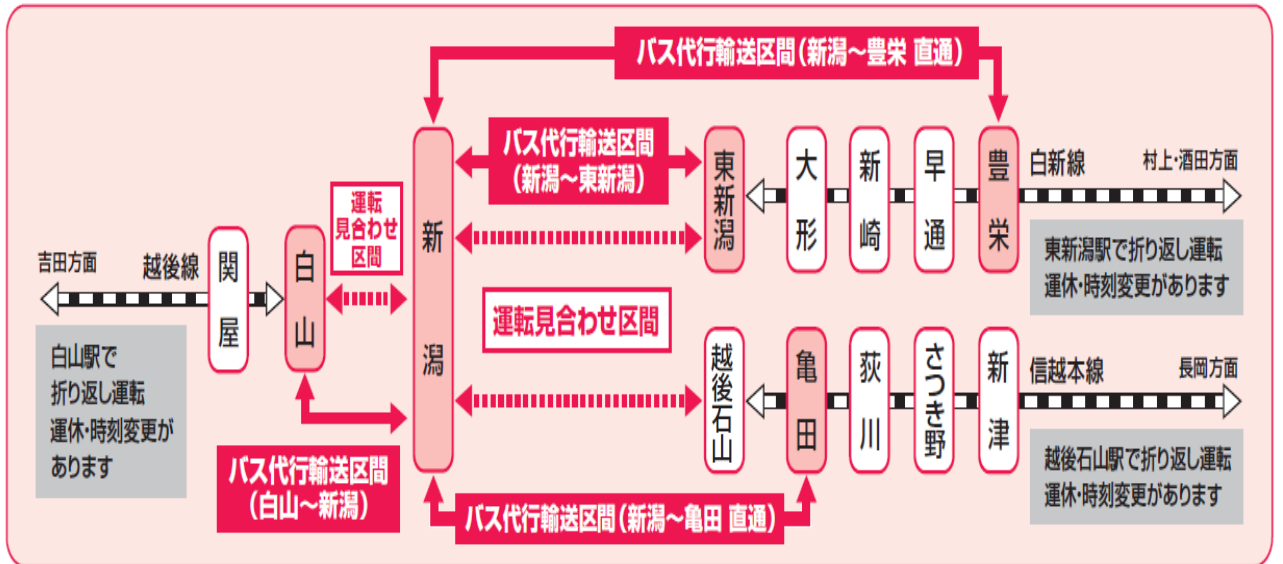 バス代行輸送区間(新潟〜豊栄 直通)
バス代行輸送区間
(新潟〜東新潟)
運転
見合わせ
区間
吉田方面
越後線
関屋
白山
新潟
東新潟
大形
新崎
早通
豊栄
白新線
村上・酒田方面
東新潟駅で折り返し運転
運休・時刻変更があります
運転見合わせ区間
白山駅で
折り返し運転
運休・時刻変更が
あります
越後石山
亀田
荻川
さつき野
新津
信越本線
長岡方面
越後石山駅で折り返し運転
運休・時刻変更があります
バス代行輸送区間
(白山〜新潟)
バス代行輸送区間(新潟〜亀田 直通)